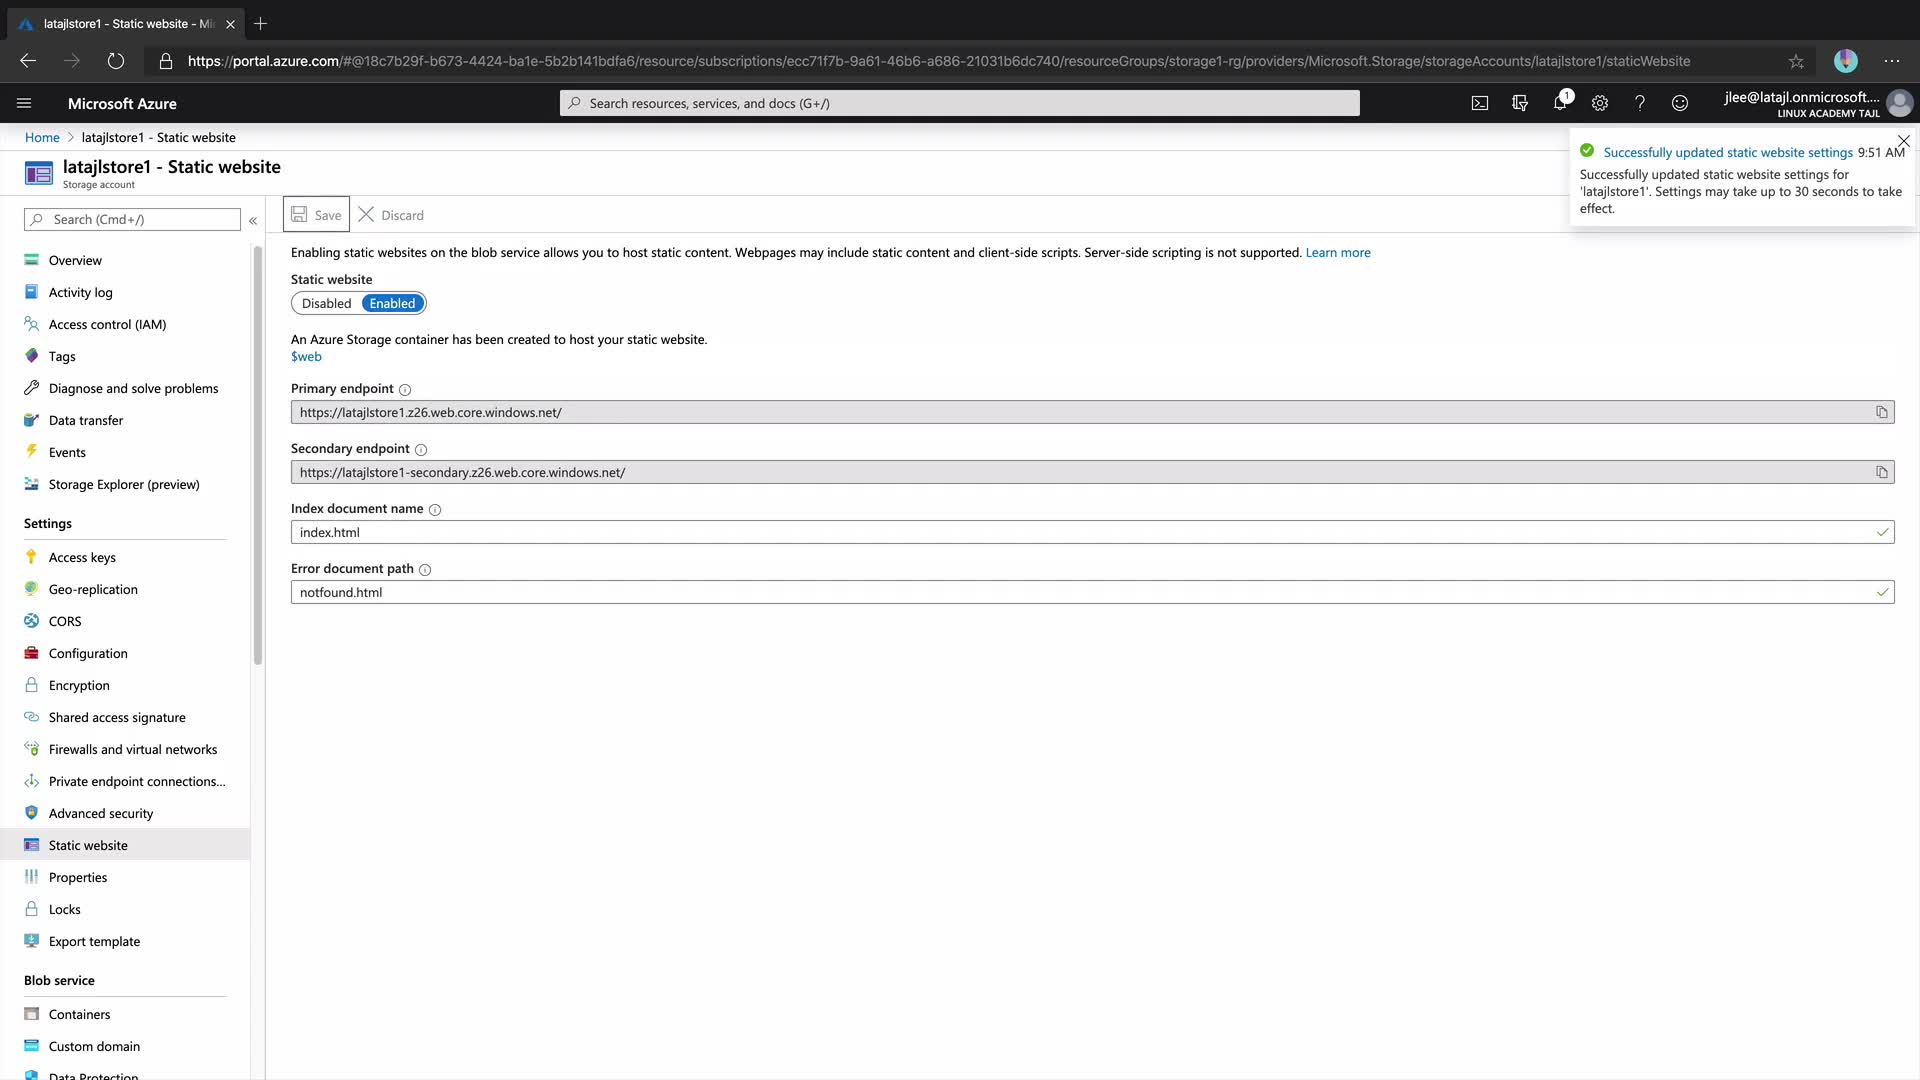 latajlstore1 - Static website - Mi
https://portal.azure.com/#@18c7b29f-b673-4424-ba1e-5b2b141bdfa6/resource/subscriptions/ecc71f7b-9a61-46b6-a686-21031b6dc740/resourceGroups/storage1-rg/providers/Microsoft.Storage/storageAccounts/latajlstore1/staticWebsite
Microsoft Azure
Search resources, services, and docs (G+/)
1
jlee@latajl.onmicrosoft....
LINUX ACADEMY TAJL
Home > latajlstore1 - Static website
latajlstore1 - Static website
Storage account
Successfully updated static website settings 9:51 AM
Successfully updated static website settings for
'latajlstore1'. Settings may take up to 30 seconds to take
effect.
Search (Cmd+/)
«
Save
Discard
Overview
Activity log
Access control (IAM)
Tags
Diagnose and solve problems
Data transfer
Events
Storage Explorer (preview)
Settings
Access keys
Geo-replication
CORS
Configuration
Encryption
Shared access signature
Firewalls and virtual networks
Private endpoint connections...
Advanced security
Static website
Properties
Locks
Export template
Blob service
Containers
Custom domain
Data Protection
Enabling static websites on the blob service allows you to host static content. Webpages may include static content and client-side scripts. Server-side scripting is not supported. Learn more
Static website
Disabled Enabled
An Azure Storage container has been created to host your static website.
$web
Primary endpoint
https://latajlstore1.z26.web.core.windows.net/
Secondary endpoint
https://latajlstore1-secondary.z26.web.core.windows.net/
Index document name
index.html
Error document path
notfound.html